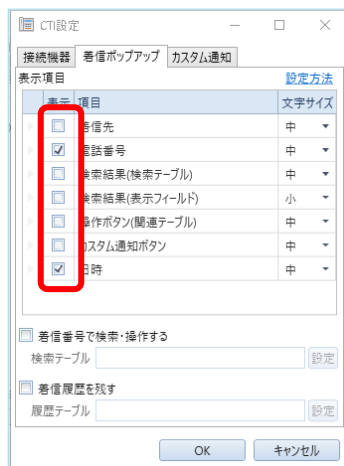 CTI設定
接続機器 着信ポップアップ カスタム通知
表示項目 設定方法
表示 項目 文字サイズ
着信先 中
電話番号 中
検索結果(検索テーブル) 中
検索結果(表示フィールド) 小
操作ボタン(関連テーブル) 中
カスタム通知ボタン 中
日時 中
着信番号で検索・操作する
検索テーブル 設定
着信履歴を残す
履歴テーブル 設定
OK キャンセル